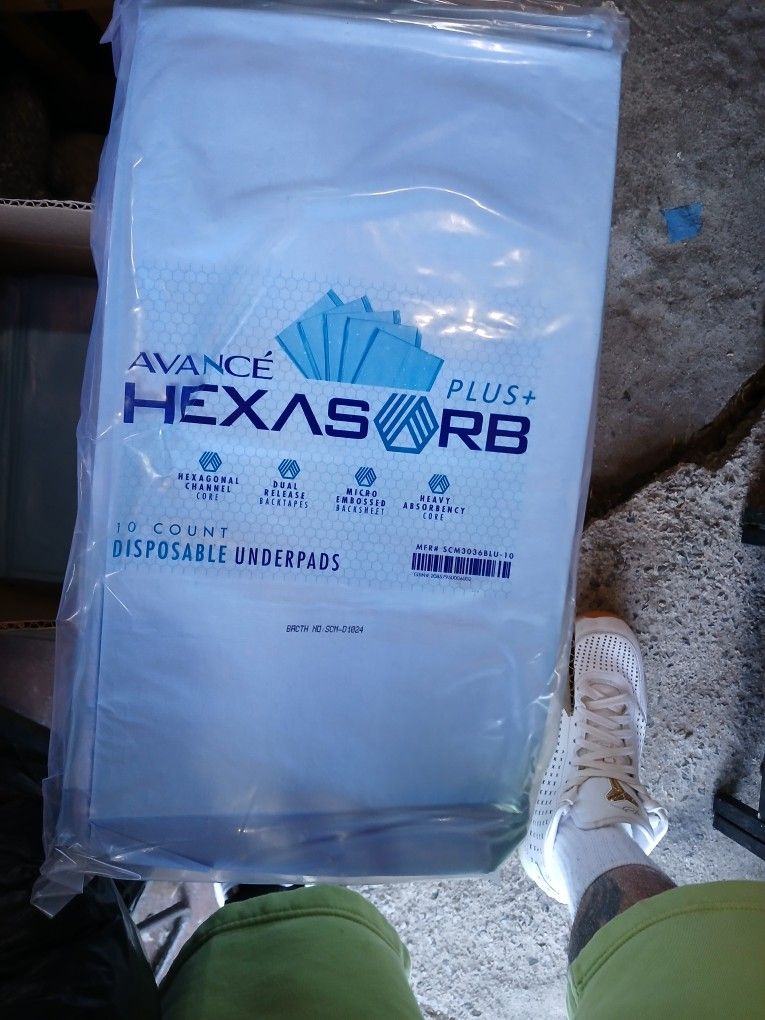 AVANCÉ
PLUS+
HEXASORB
HEXAGONAL
CHANNEL
CORE
DUAL
RELEASE
BACKTAPES
MICRO
EMBOSSED
BACKSHEET
HEAVY
ABSORBENCY
CORE
10 COUNT
DISPOSABLE UNDERPADS
MFR# SCM3036BLU-10
BACTH NO:SCM-D1024